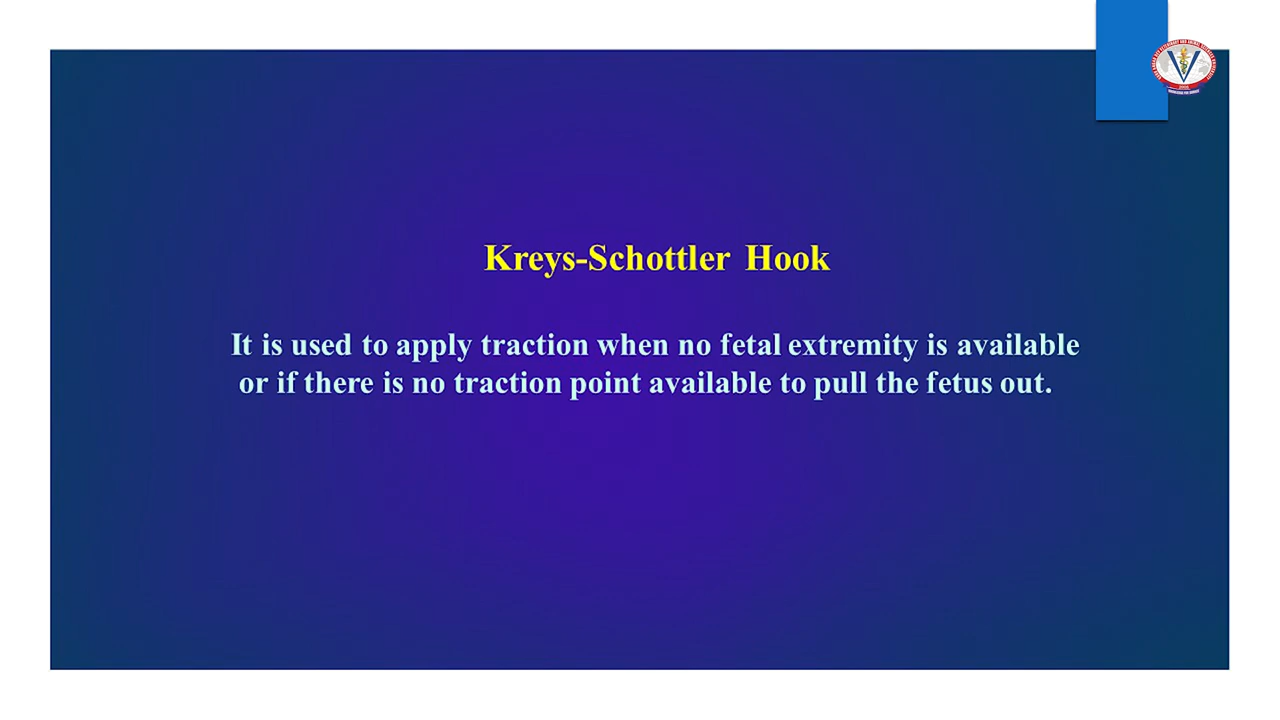 Kreys-Schottler Hook
It is used to apply traction when no fetal extremity is available
or if there is no traction point available to pull the fetus out.